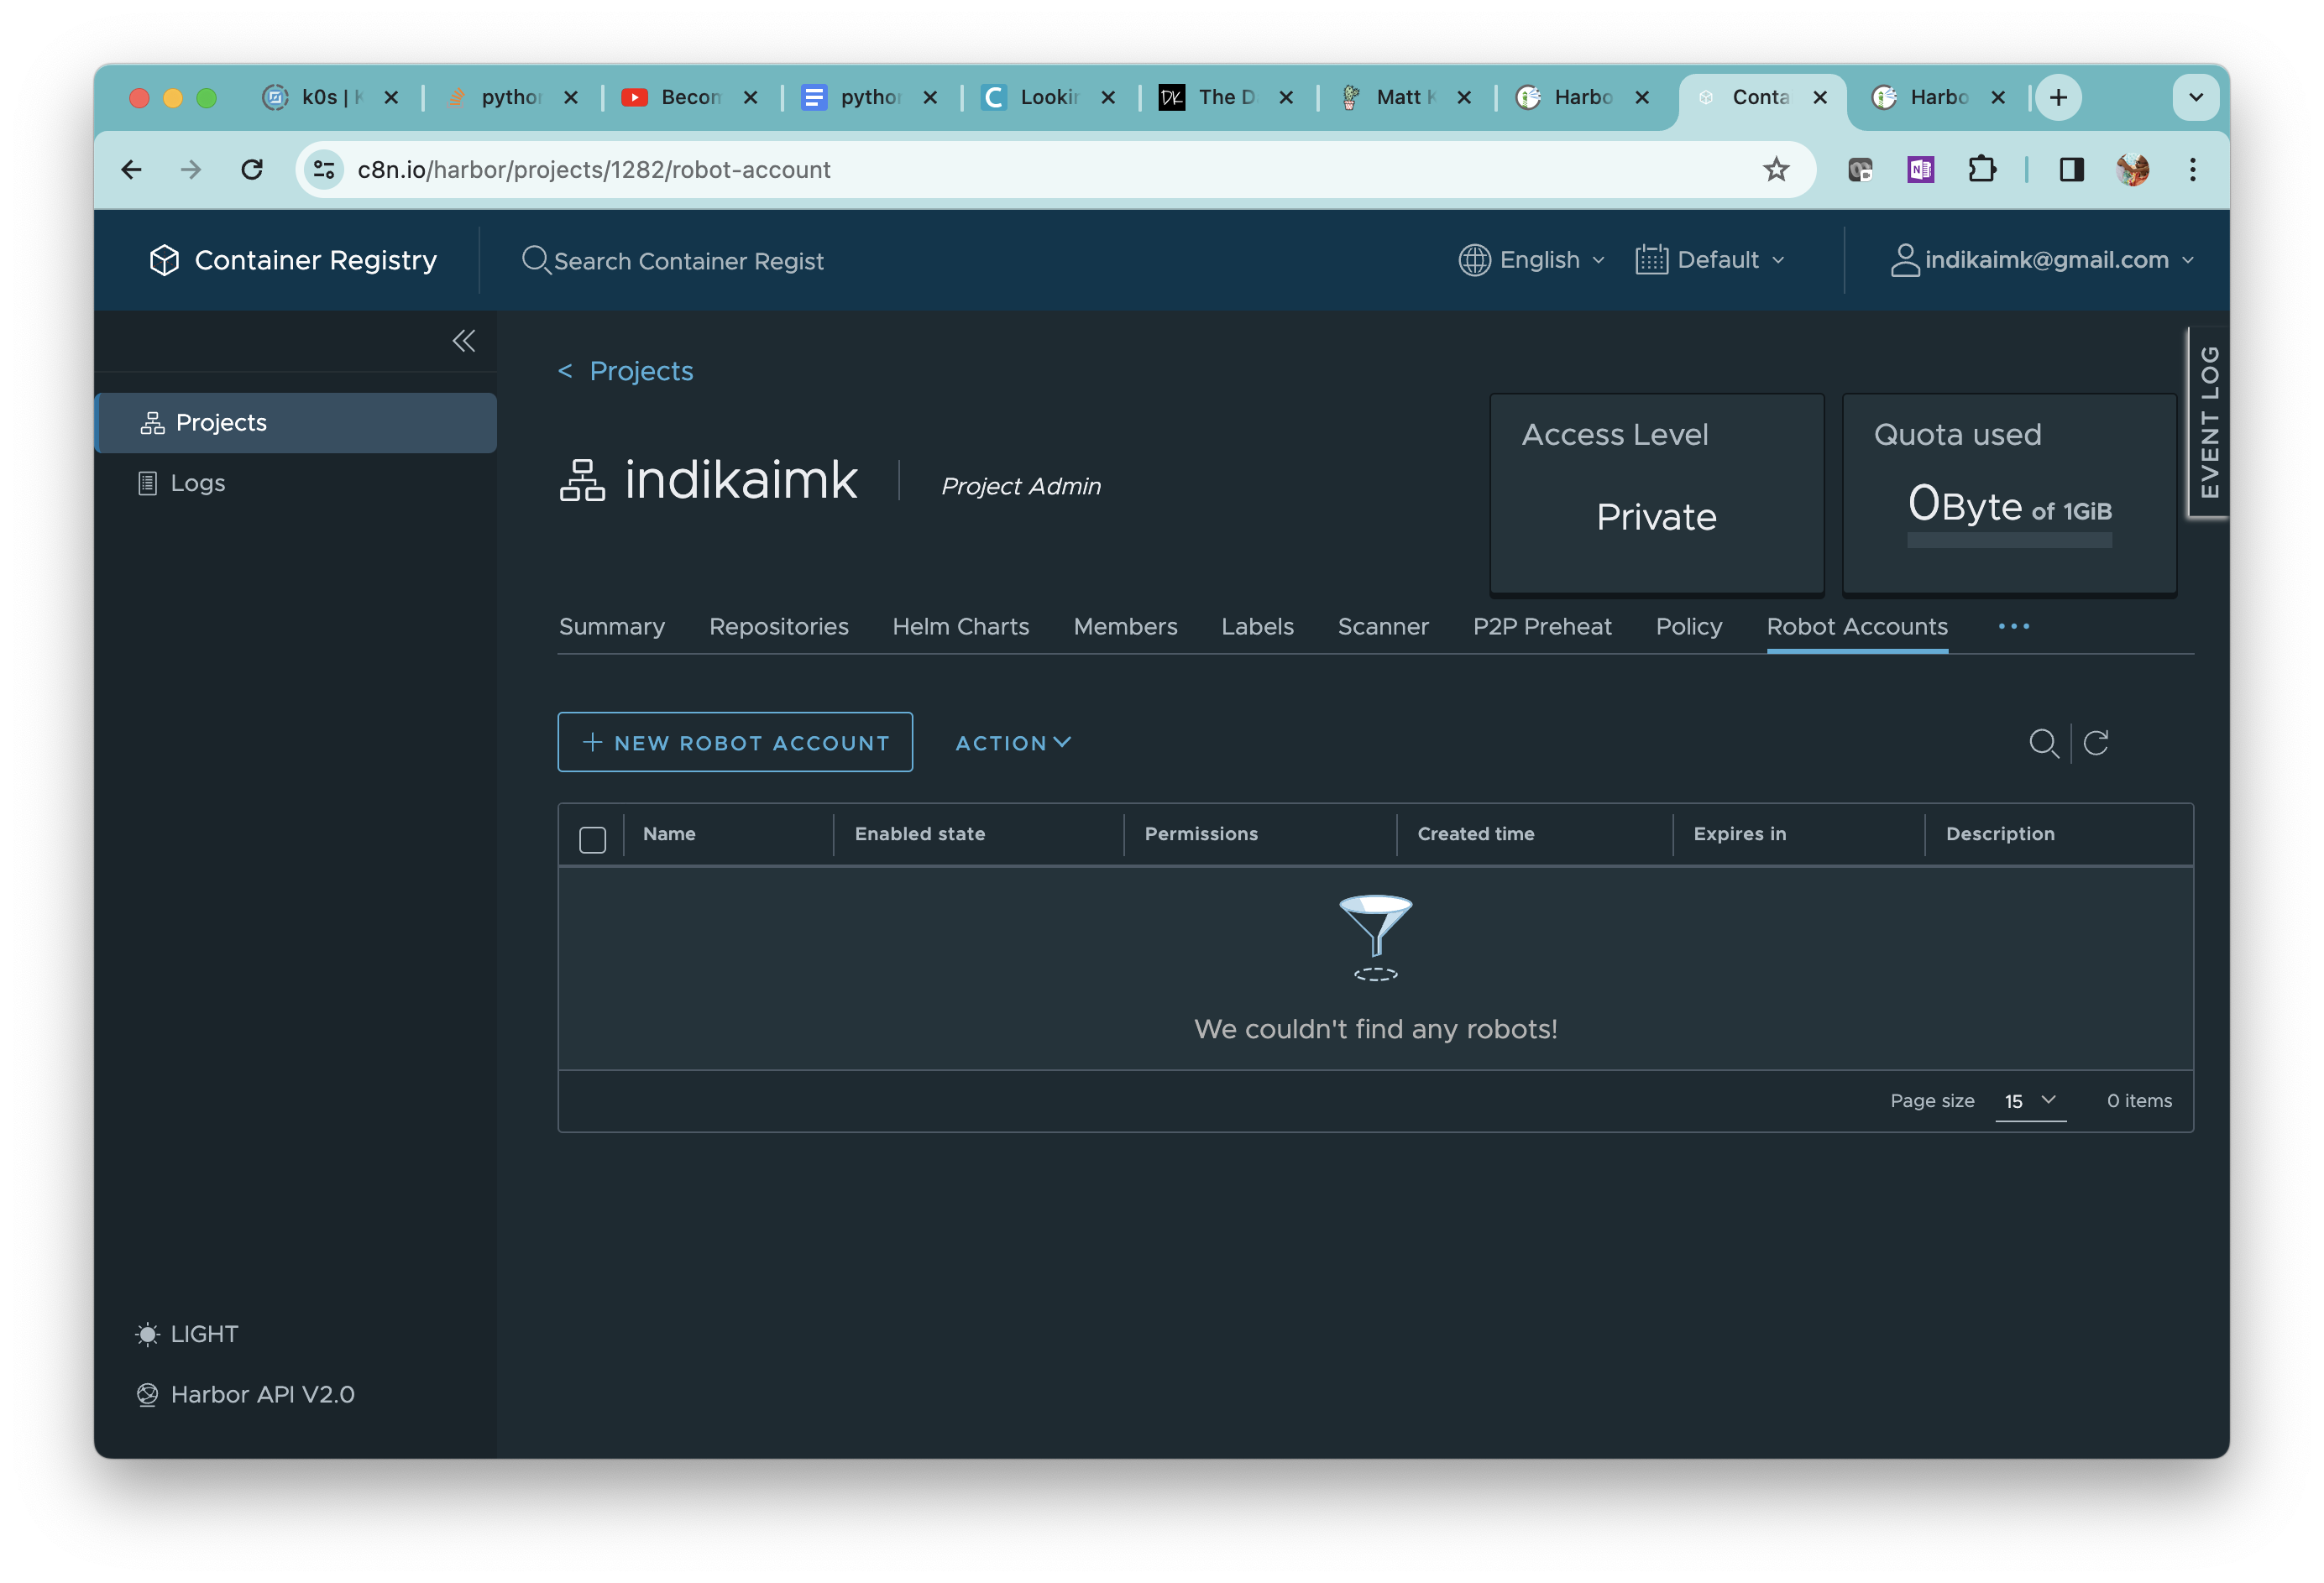 k0s | K
python
Becom
python
Lookin
The D
Matt K
Harbo
Conta
Harbo
c8n.io/harbor/projects/1282/robot-account
Container Registry
Search Container Regist
English
Default
indikaimk@gmail.com
Projects
Logs
< Projects
indikaimk
Project Admin
Access Level
Private
Quota used
0Byte of 1GiB
EVENT LOG
Summary
Repositories
Helm Charts
Members
Labels
Scanner
P2P Preheat
Policy
Robot Accounts
...
+ NEW ROBOT ACCOUNT
ACTION
Name
Enabled state
Permissions
Created time
Expires in
Description
We couldn't find any robots!
Page size
15
0 items
LIGHT
Harbor API V2.0